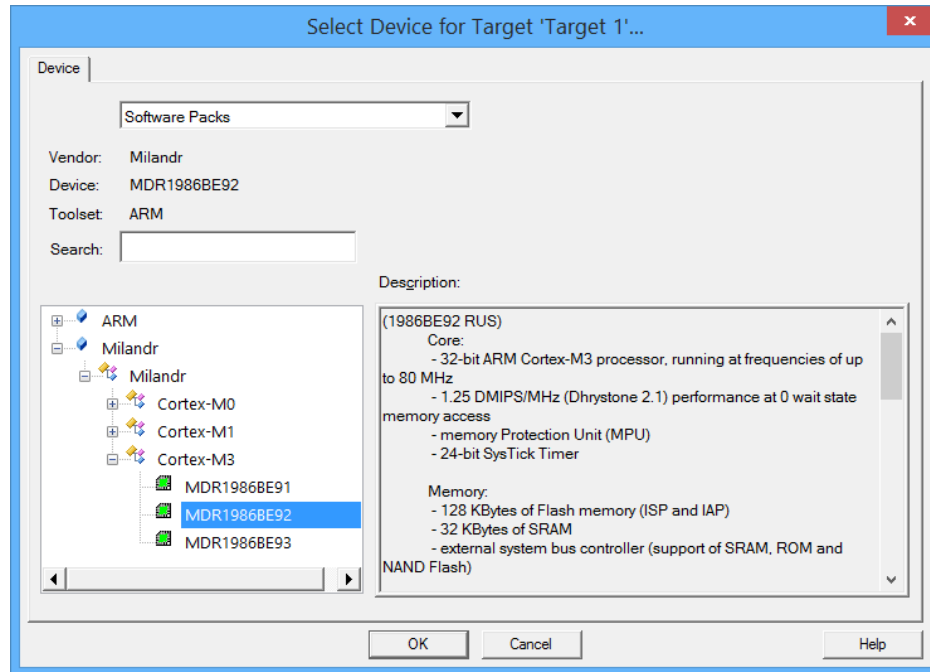 Select Device for Target 'Target 1'...
Device
Software Packs
Vendor: Milandr
Device: MDR1986BE92
Toolset: ARM
Search:
Description:
ARM
Milandr
Milandr
Cortex-M0
Cortex-M1
Cortex-M3
MDR1986BE91
MDR1986BE92
MDR1986BE93
(1986BE92 RUS)
Core:
- 32-bit ARM Cortex-M3 processor, running at frequencies of up
to 80 MHz
- 1.25 DMIPS/MHz (Dhrystone 2.1) performance at 0 wait state
memory access
- memory Protection Unit (MPU)
- 24-bit SysTick Timer
Memory:
- 128 KBytes of Flash memory (ISP and IAP)
- 32 KBytes of SRAM
- external system bus controller (support of SRAM, ROM and
NAND Flash)
OK Cancel Help